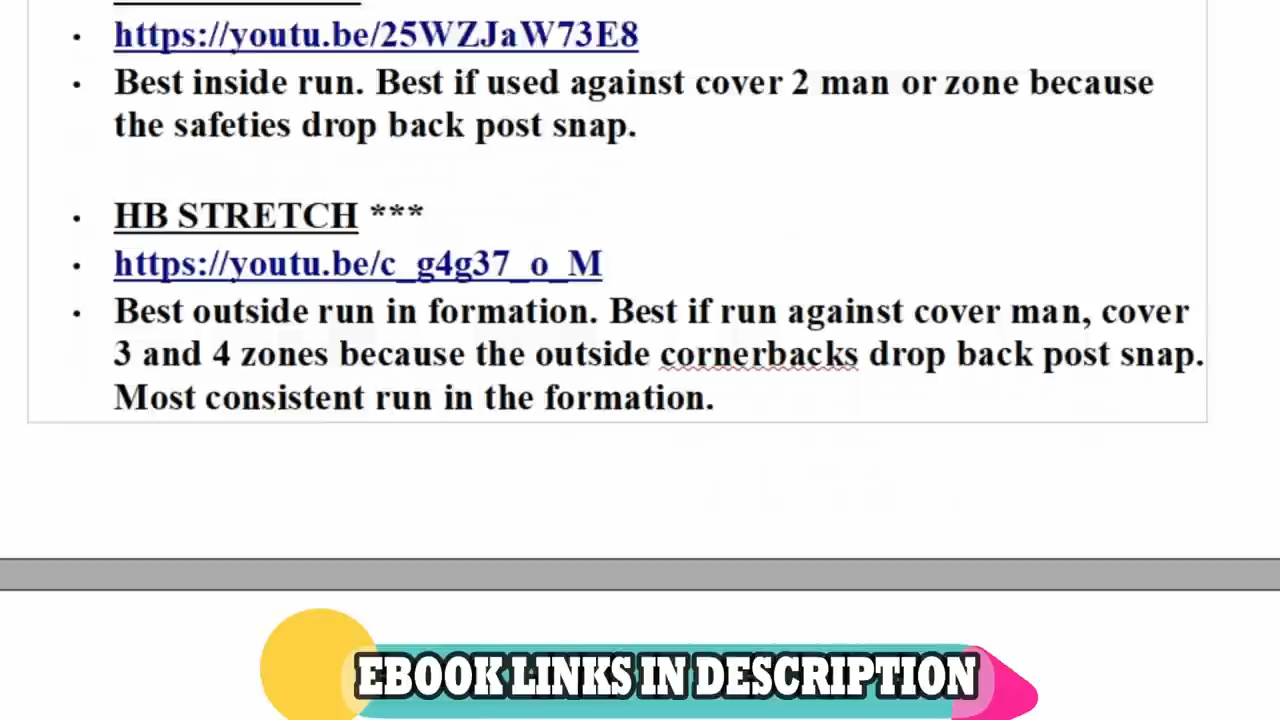 https://youtu.be/25WZJaW73E8
Best inside run. Best if used against cover 2 man or zone because
the safeties drop back post snap.
HB STRETCH ***
https://youtu.be/c_g4g37_o_M
Best outside run in formation. Best if run against cover man, cover
3 and 4 zones because the outside cornerbacks drop back post snap.
Most consistent run in the formation.
EBOOK LINKS IN DESCRIPTION